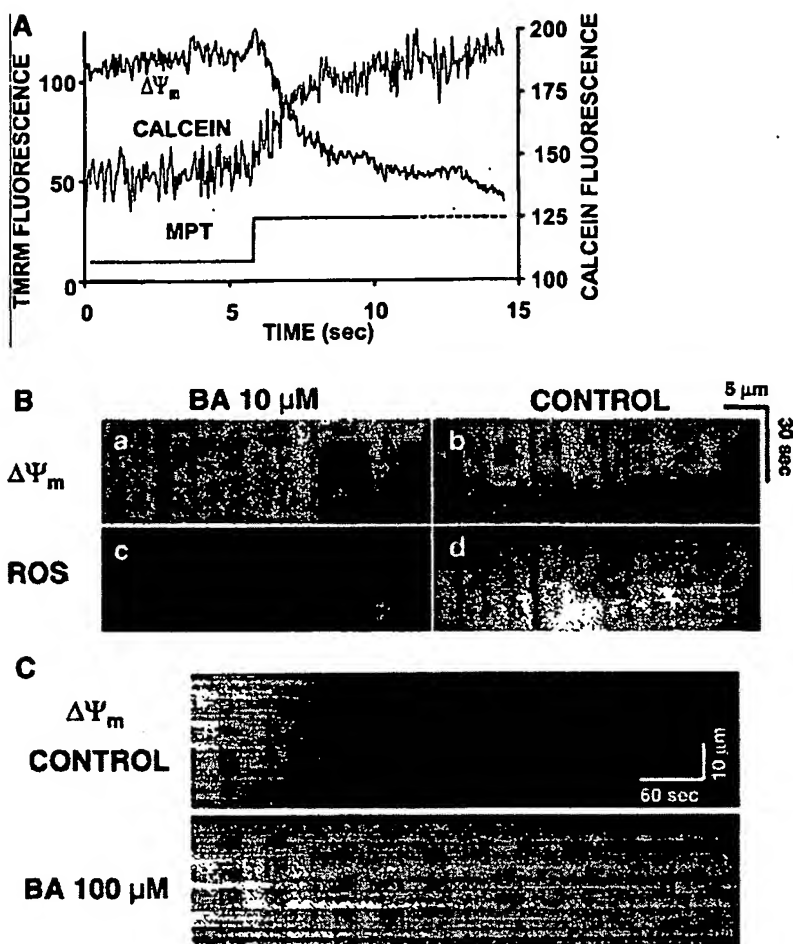 A
TMRM FLUORESCENCE
100
50
0
ΔΨm
CALCEIN
MPT
200
175
150
125
100
CALCEIN FLUORESCENCE
0 5 10 15
TIME (sec)
B
BA 10 μM CONTROL
5 μm
30 sec
ΔΨm
a b
ROS
c d
C
ΔΨm
CONTROL
10 μm
60 sec
BA 100 μM